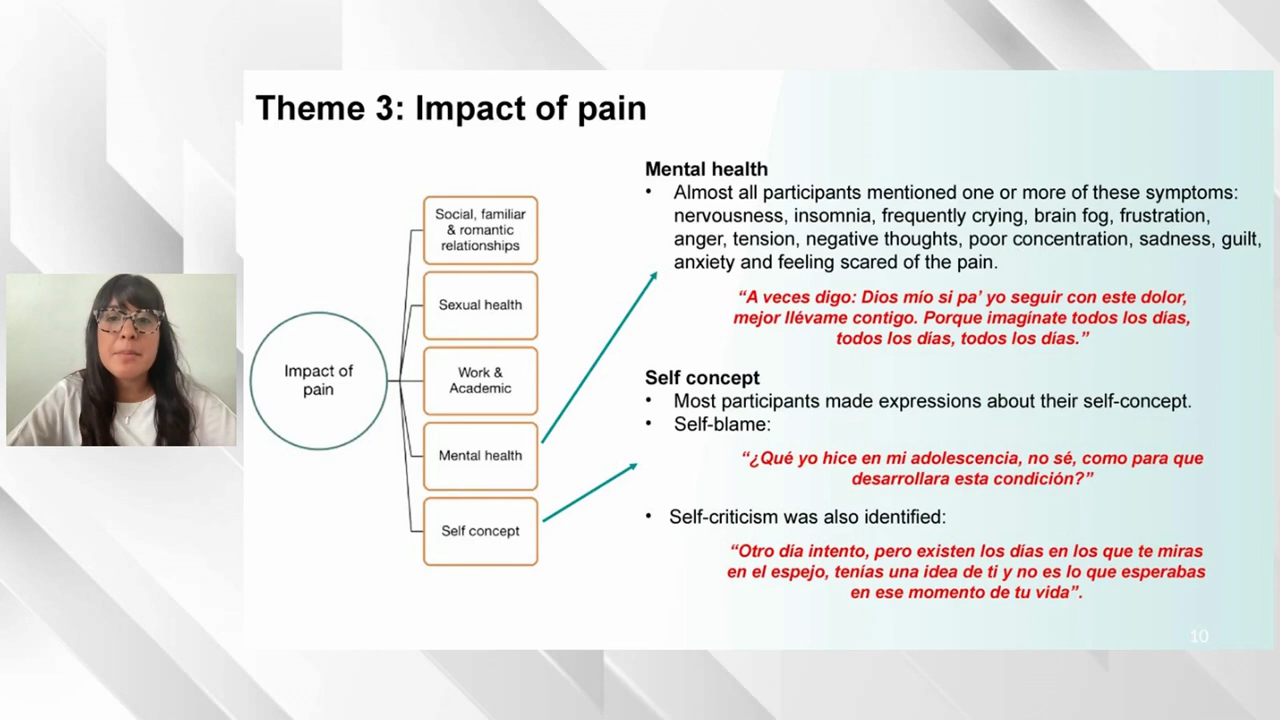 Theme 3: Impact of pain
Impact of
pain
Social, familiar
& romantic
relationships
Sexual health
Work &
Academic
Mental health
Self concept
Mental health
• Almost all participants mentioned one or more of these symptoms:
nervousness, insomnia, frequently crying, brain fog, frustration,
anger, tension, negative thoughts, poor concentration, sadness, guilt,
anxiety and feeling scared of the pain.
“A veces digo: Dios mío si pa’ yo seguir con este dolor,
mejor llévame contigo. Porque imagínate todos los días,
todos los días, todos los días.”
Self concept
• Most participants made expressions about their self-concept.
• Self-blame:
“¿Qué yo hice en mi adolescencia, no sé, como para que
desarrollara esta condición?”
• Self-criticism was also identified:
“Otro día intento, pero existen los días en los que te miras
en el espejo, tenías una idea de ti y no es lo que esperabas
en ese momento de tu vida”.
10